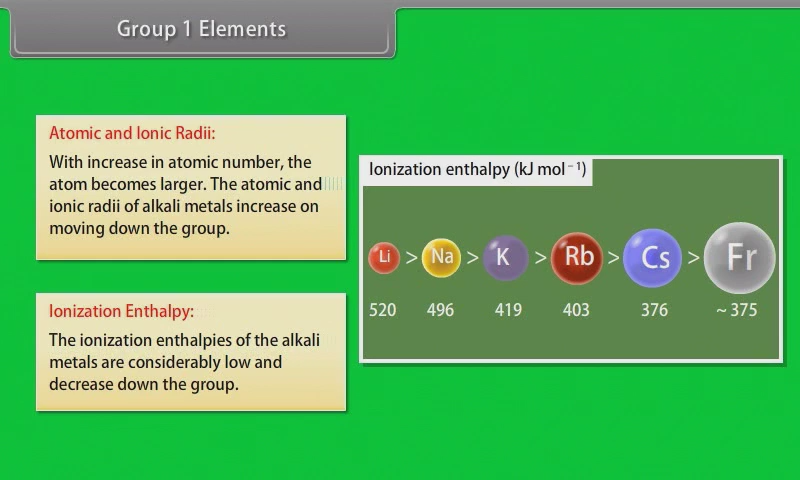 Group 1 Elements
Atomic and Ionic Radii:
With increase in atomic number, the
atom becomes larger. The atomic and
ionic radii of alkali metals increase on
moving down the group.
Ionization Enthalpy:
The ionization enthalpies of the alkali
metals are considerably low and
decrease down the group.
Ionization enthalpy (kJ mol⁻¹)
Li > Na > K > Rb > Cs > Fr
520 496 419 403 376 ~ 375